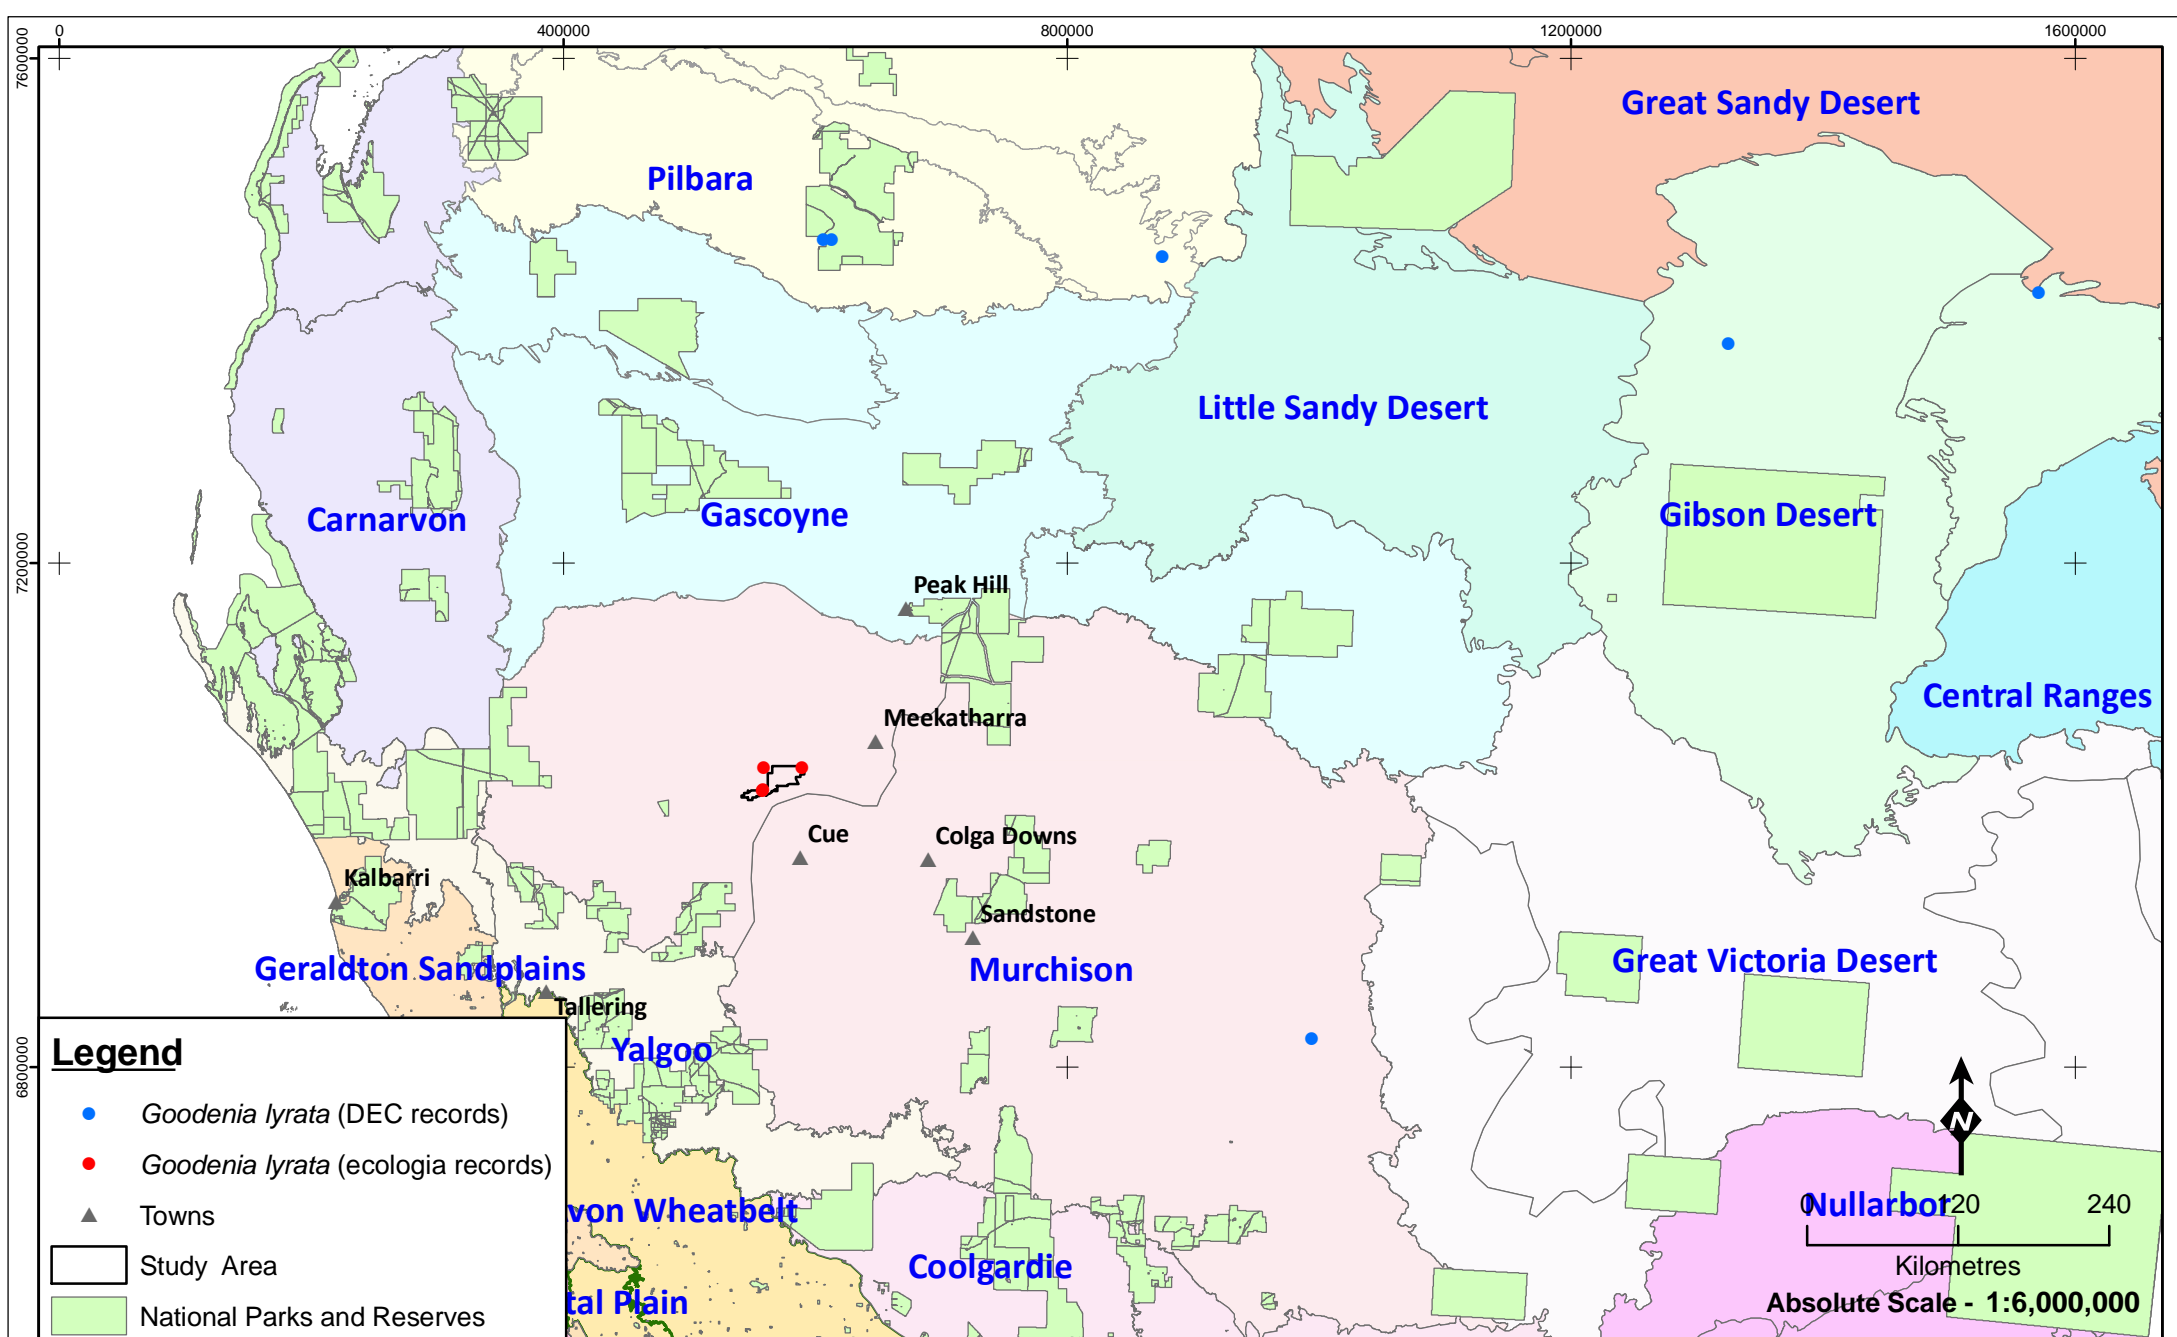 0 400000 800000 1200000 1600000
7600000
Great Sandy Desert
Pilbara
Little Sandy Desert
Carnarvon
Gascoyne
Gibson Desert
7200000
Peak Hill
Central Ranges
Meekatharra
Cue
Colga Downs
Kalbarri
Sandstone
Geraldton Sandplains
Murchison
Great Victoria Desert
Tallering
Yalgoo
6800000
N
von Wheatbelt
Nullarbor
Coolgardie
tal Plain
Legend
Goodenia lyrata (DEC records)
Goodenia lyrata (ecologia records)
Towns
Study Area
National Parks and Reserves
0 120 240
Kilometres
Absolute Scale - 1:6,000,000